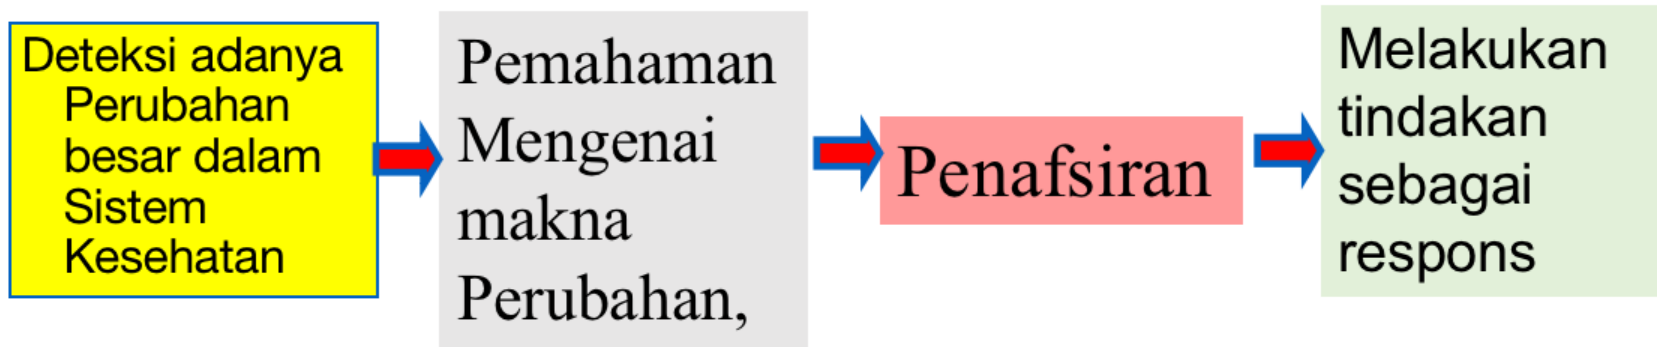 Deteksi adanya
Perubahan
besar dalam
Sistem
Kesehatan
Pemahaman
Mengenai
makna
Perubahan,
Penafsiran
Melakukan
tindakan
sebagai
respons